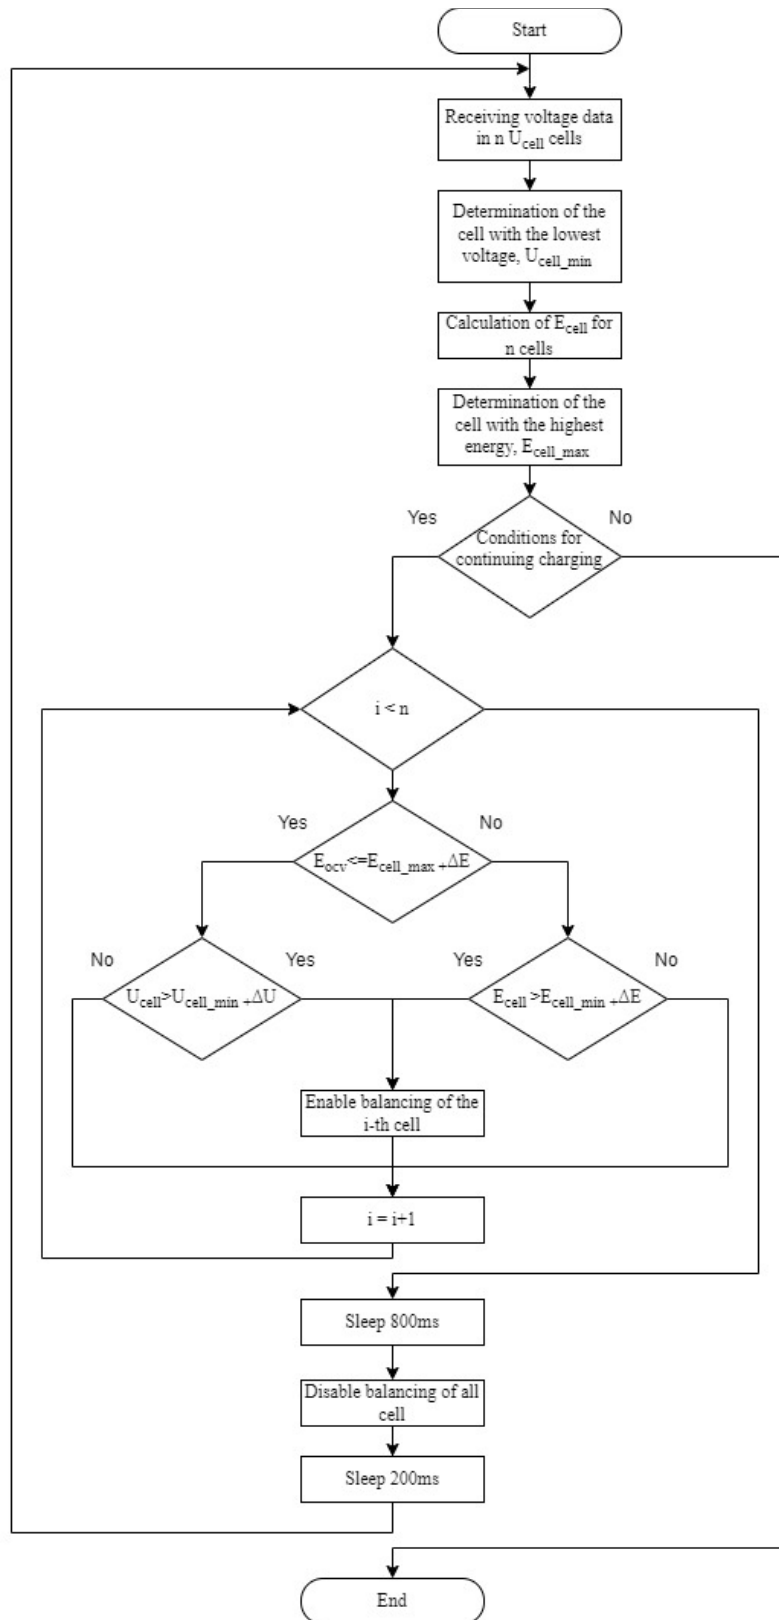 Start
Receiving voltage data
in n U_cell cells
Determination of the
cell with the lowest
voltage, U_cell_min
Calculation of E_cell for
n cells
Determination of the
cell with the highest
energy, E_cell_max
Yes
No
Conditions for
continuing charging
i < n
Yes
No
E_ocv<=E_cell_max +ΔE
No
Yes
Yes
No
U_cell>U_cell_min +ΔU
E_cell >E_cell_min +ΔE
Enable balancing of the
i-th cell
i = i+1
Sleep 800ms
Disable balancing of all
cell
Sleep 200ms
End